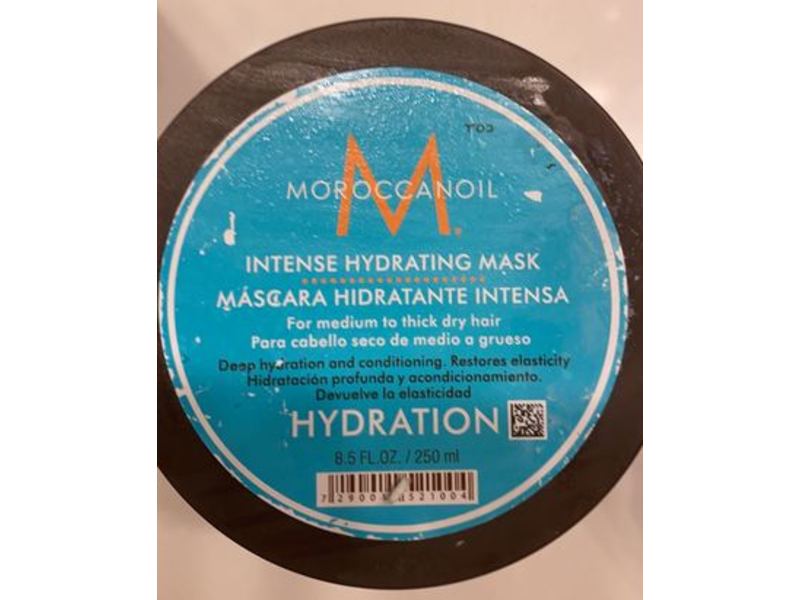 כס"ד
M.
MOROCCANOIL
INTENSE HYDRATING MASK
MÁSCARA HIDRATANTE INTENSA
For medium to thick dry hair
Para cabello seco de medio a grueso
Deep hydration and conditioning. Restores elasticity
Hidratación profunda y acondicionamiento.
Devuelve la elasticidad
HYDRATION
8.5 FL.OZ. / 250 ml
521004